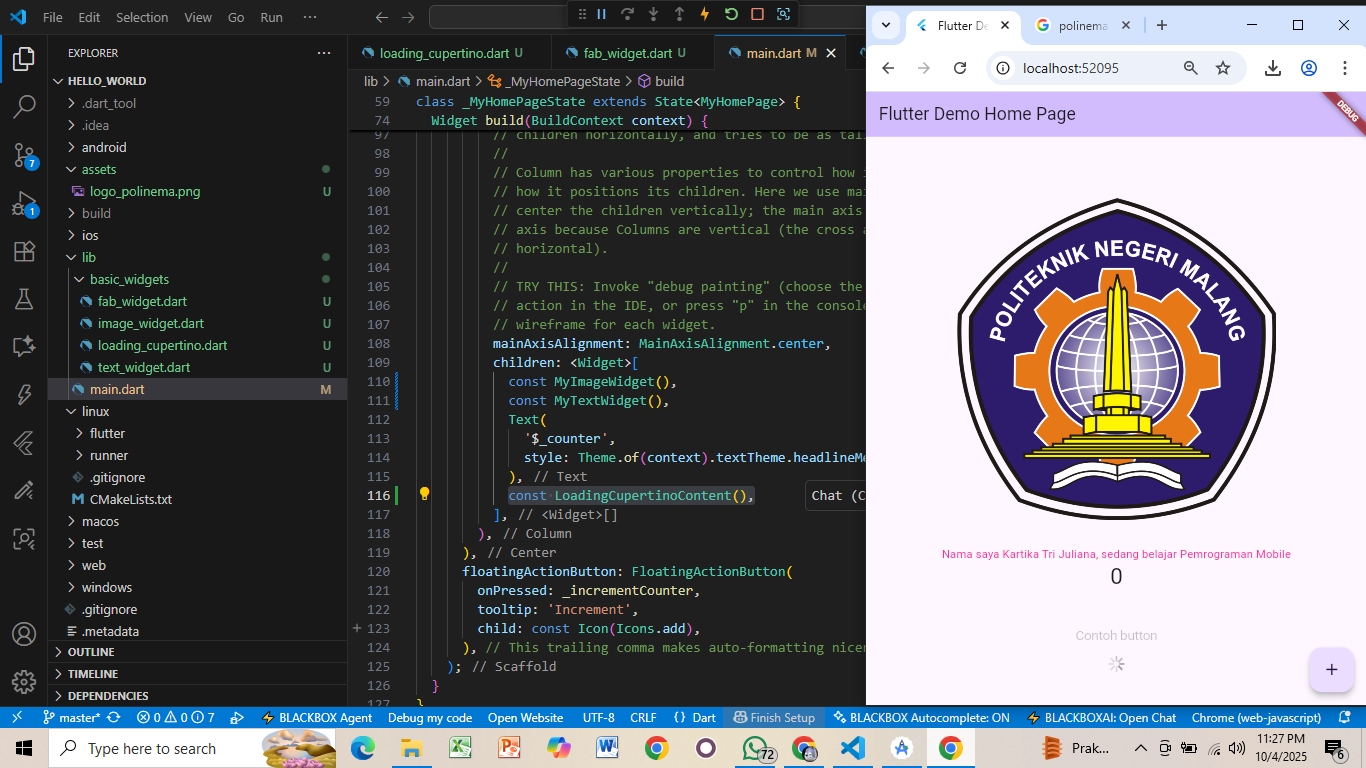 File Edit Selection View Go Run ···
EXPLORER ···
HELLO_WORLD
.dart_tool
.idea
android
assets
logo_polinema.png U
build
ios
lib
basic_widgets
fab_widget.dart U
image_widget.dart U
loading_cupertino.dart U
text_widget.dart U
main.dart M
linux
flutter
runner
.gitignore
CMakeLists.txt
macos
test
web
windows
.gitignore
.metadata
OUTLINE
TIMELINE
DEPENDENCIES
7
1
loading_cupertino.dart U
fab_widget.dart U
main.dart M
lib > main.dart > _MyHomePageState > build
59 class _MyHomePageState extends State<MyHomePage> {
74 Widget build(BuildContext context) {
97 // children horizontally, and tries to be as tal
98 //
99 // Column has various properties to control how
100 // how it positions its children. Here we use ma
101 // center the children vertically; the main axis
102 // axis because Columns are vertical (the cross a
103 // horizontal).
104 //
105 // TRY THIS: Invoke "debug painting" (choose the
106 // action in the IDE, or press "p" in the console
107 // wireframe for each widget.
108 mainAxisAlignment: MainAxisAlignment.center,
109 children: <Widget>[
110 const MyImageWidget(),
111 const MyTextWidget(),
112 Text(
113 '$_counter',
114 style: Theme.of(context).textTheme.headlineMe
115 ), // Text
116 const LoadingCupertinoContent(),
Chat (C
117 ], // <Widget>[]
118 ), // Column
119 ), // Center
120 floatingActionButton: FloatingActionButton(
121 onPressed: _incrementCounter,
122 tooltip: 'Increment',
123 child: const Icon(Icons.add),
124 ), // This trailing comma makes auto-formatting nicer
125 ); // Scaffold
126 }
127 }
Flutter De
polinema
localhost:52095
Flutter Demo Home Page
DEBUG
POLITEKNIK NEGERI MALANG
Nama saya Kartika Tri Juliana, sedang belajar Pemrograman Mobile
0
Contoh button
+
master* 0 0 7 BLACKBOX Agent Debug my code Open Website UTF-8 CRLF {} Dart Finish Setup BLACKBOX Autocomplete: ON BLACKBOXAI: Open Chat Chrome (web-javascript)
Type here to search
72
Prak...
11:27 PM
10/4/2025
6